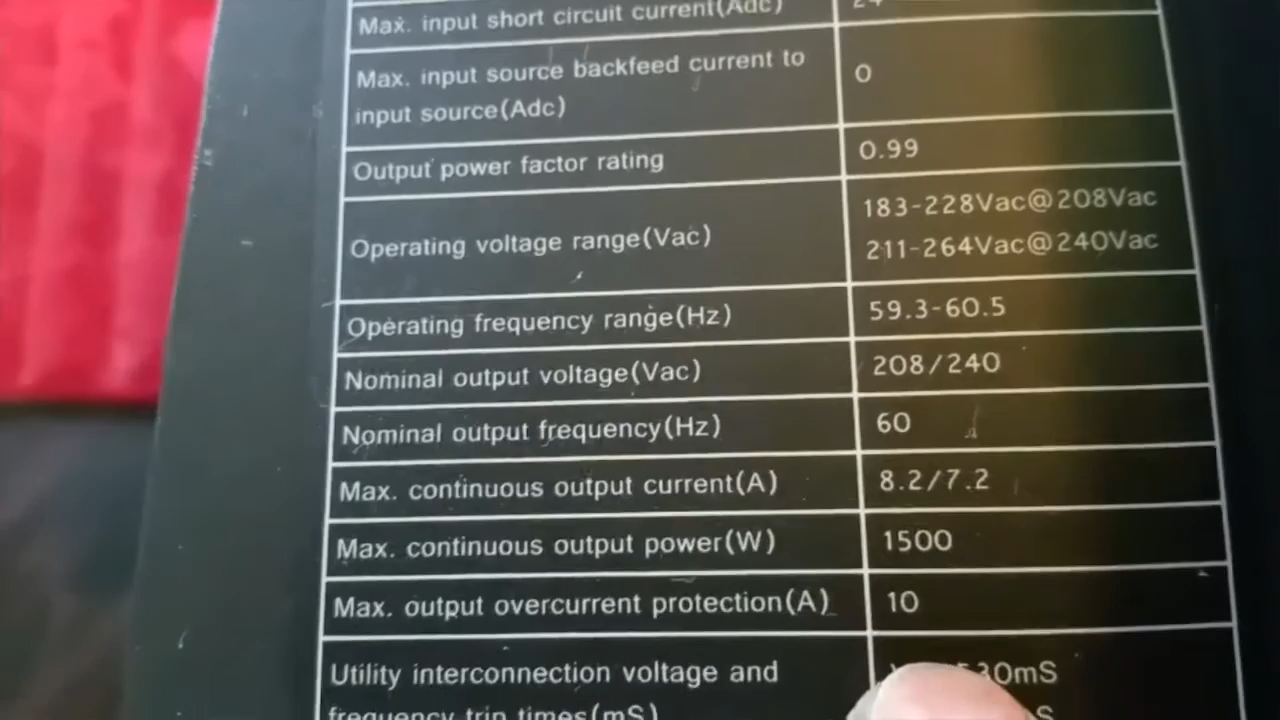 Max. input short circuit current(Adc)
Max. input source backfeed current to
input source(Adc)
0
Output power factor rating
0.99
Operating voltage range(Vac)
183-228Vac@208Vac
211-264Vac@240Vac
Operating frequency range(Hz)
59.3-60.5
Nominal output voltage(Vac)
208/240
Nominal output frequency(Hz)
60
Max. continuous output current(A)
8.2/7.2
Max. continuous output power(W)
1500
Max. output overcurrent protection(A)
10
Utility interconnection voltage and
frequency trip times(mS)